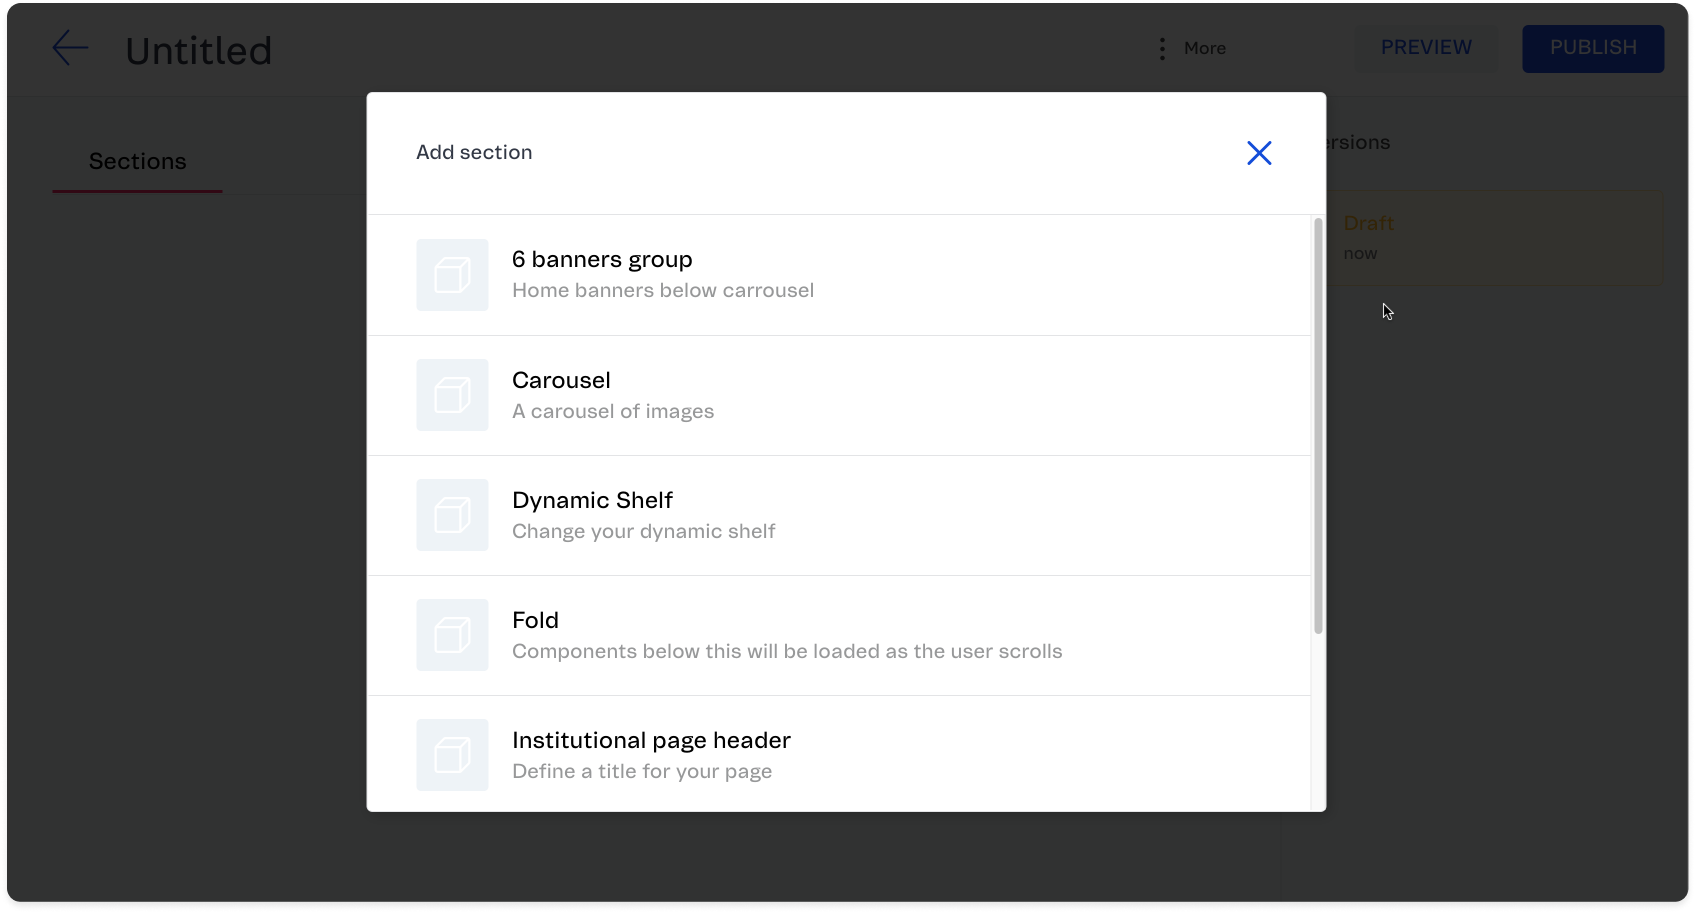 Untitled
More
PREVIEW
PUBLISH
Sections
Add section
ersions
Draft
now
6 banners group
Home banners below carrousel
Carousel
A carousel of images
Dynamic Shelf
Change your dynamic shelf
Fold
Components below this will be loaded as the user scrolls
Institutional page header
Define a title for your page